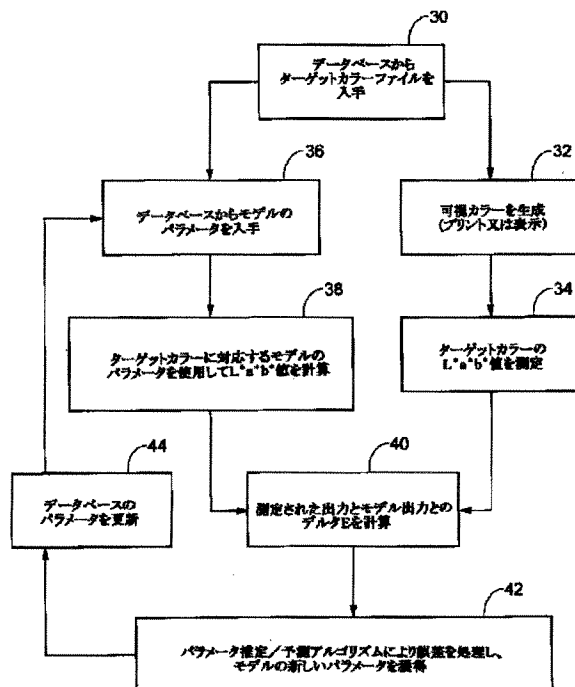 30
データベースから
ターゲットカラーファイルを
入手
36
データベースからモデルの
パラメータを入手
32
可視カラーを生成
(プリント又は表示)
38
ターゲットカラーに対応するモデルの
パラメータを使用してL*a*b*値を計算
34
ターゲットカラーの
L*a*b*値を測定
44
データベースの
パラメータを更新
40
測定された出力とモデル出力との
デルタEを計算
42
パラメータ推定/予測アルゴリズムにより誤差を処理し、
モデルの新しいパラメータを獲得